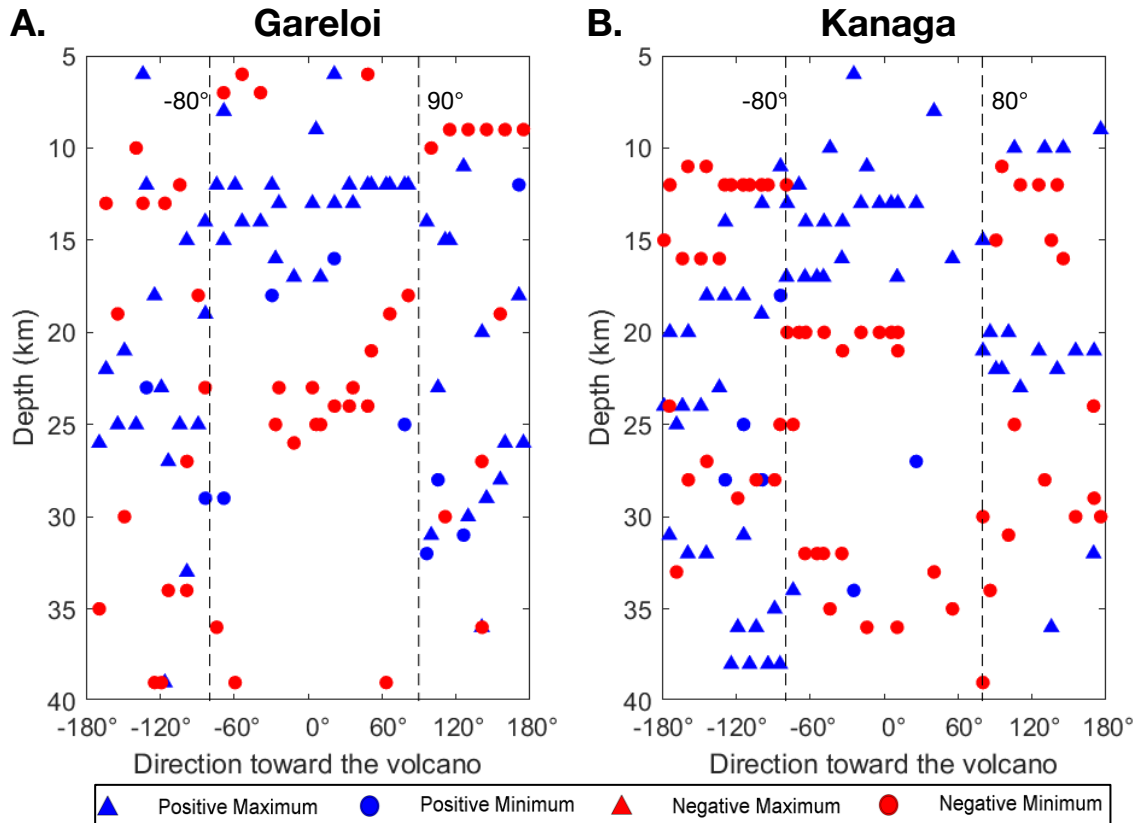 A. Gareloi B. Kanaga
5 5
-80° 90° -80° 80°
10 10
15 15
20 20
25 25
30 30
35 35
40 40
Depth (km) Depth (km)
-180° -120° -60° 0° 60° 120° 180° -180° -120° -60° 0° 60° 120° 180°
Direction toward the volcano Direction toward the volcano
Positive Maximum Positive Minimum Negative Maximum Negative Minimum